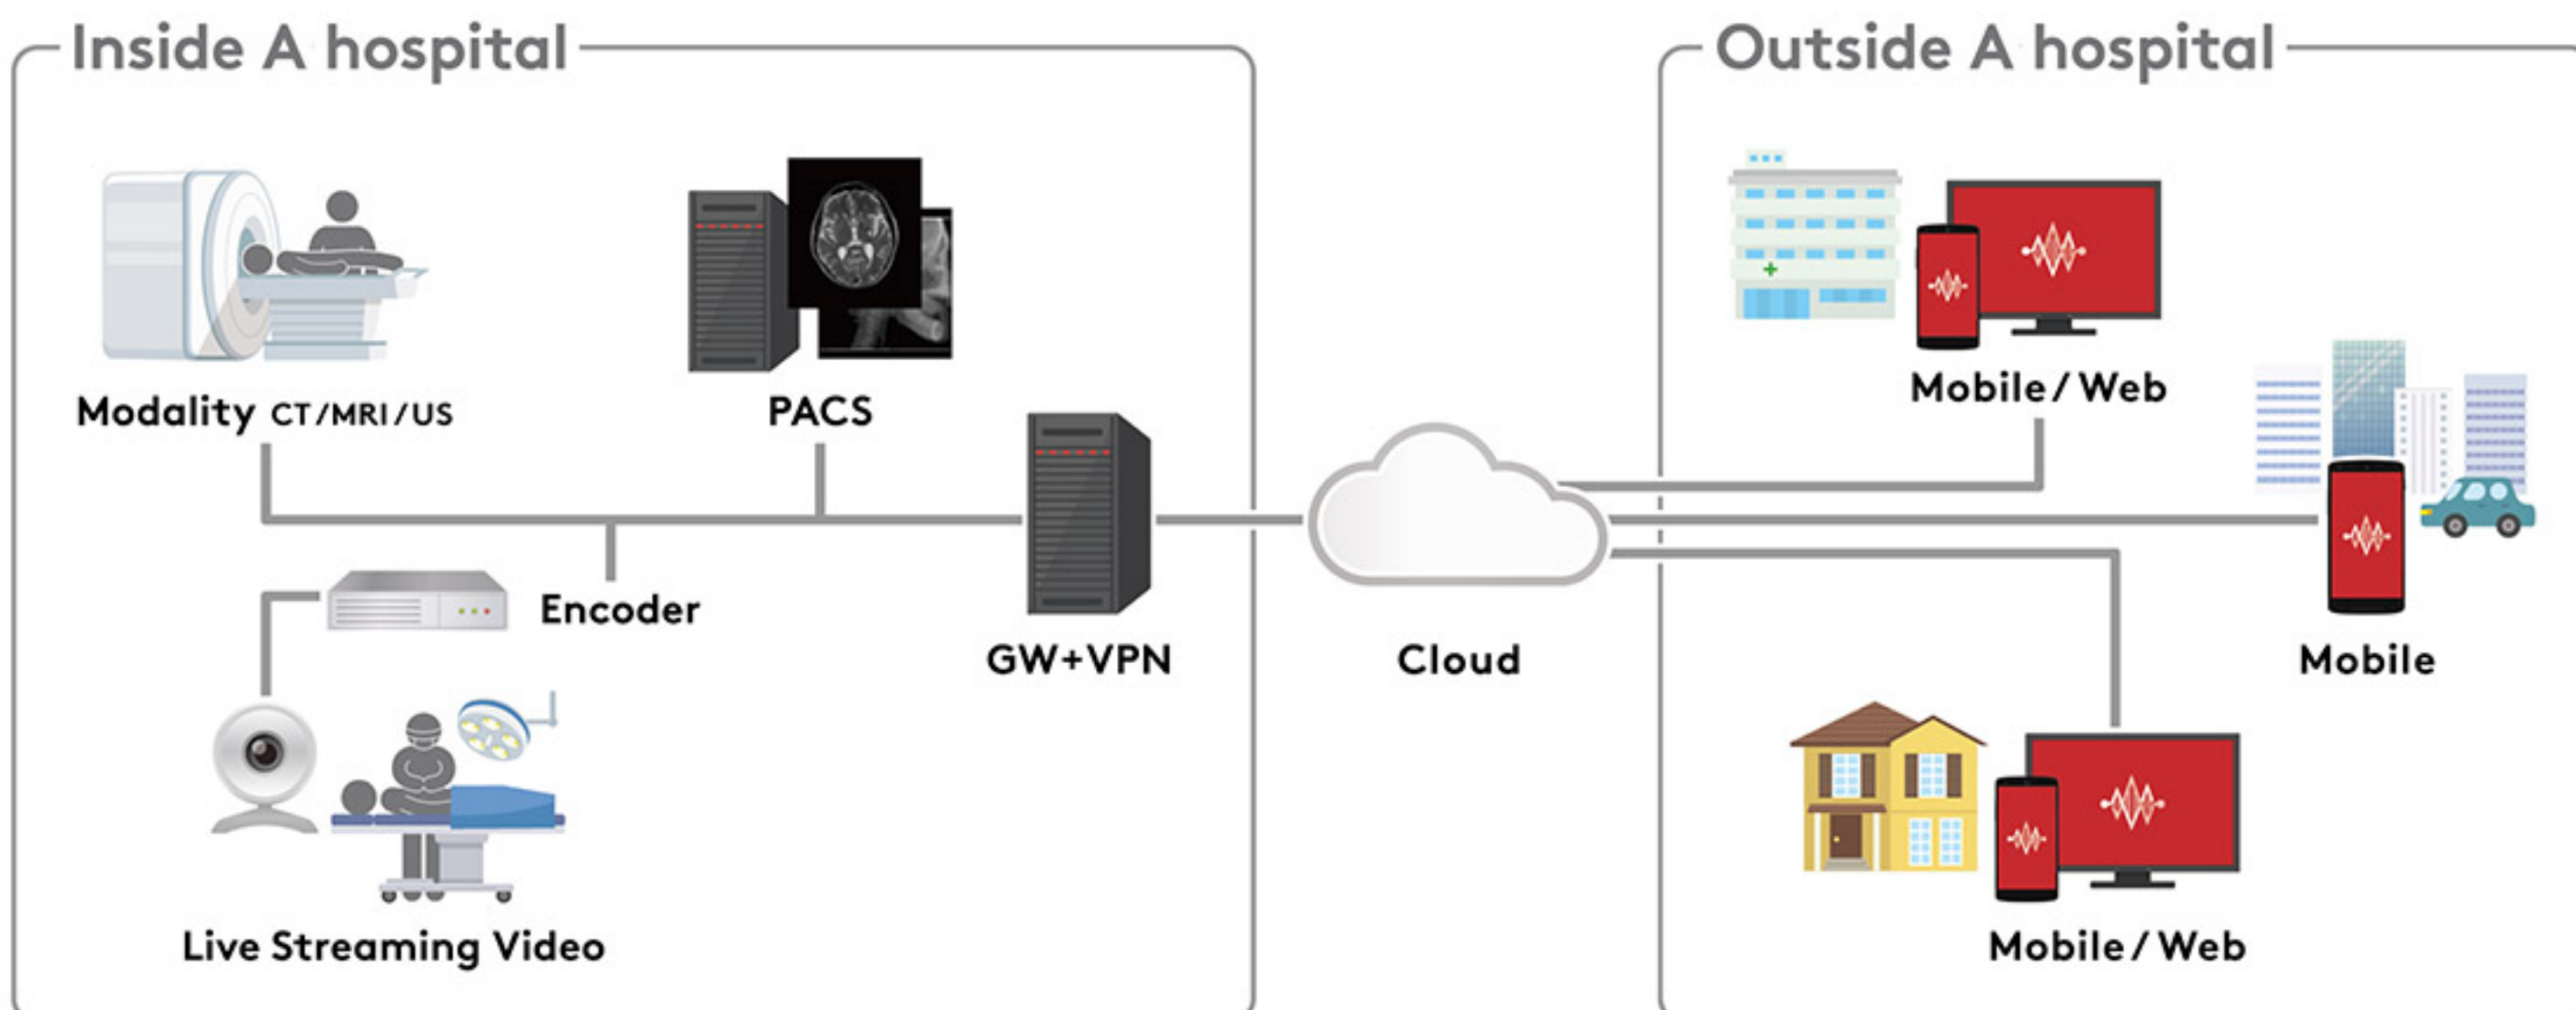 Inside A hospital
Outside A hospital
Modality CT/MRI/US
PACS
Encoder
GW+VPN
Live Streaming Video
Cloud
Mobile/Web
Mobile
Mobile/Web